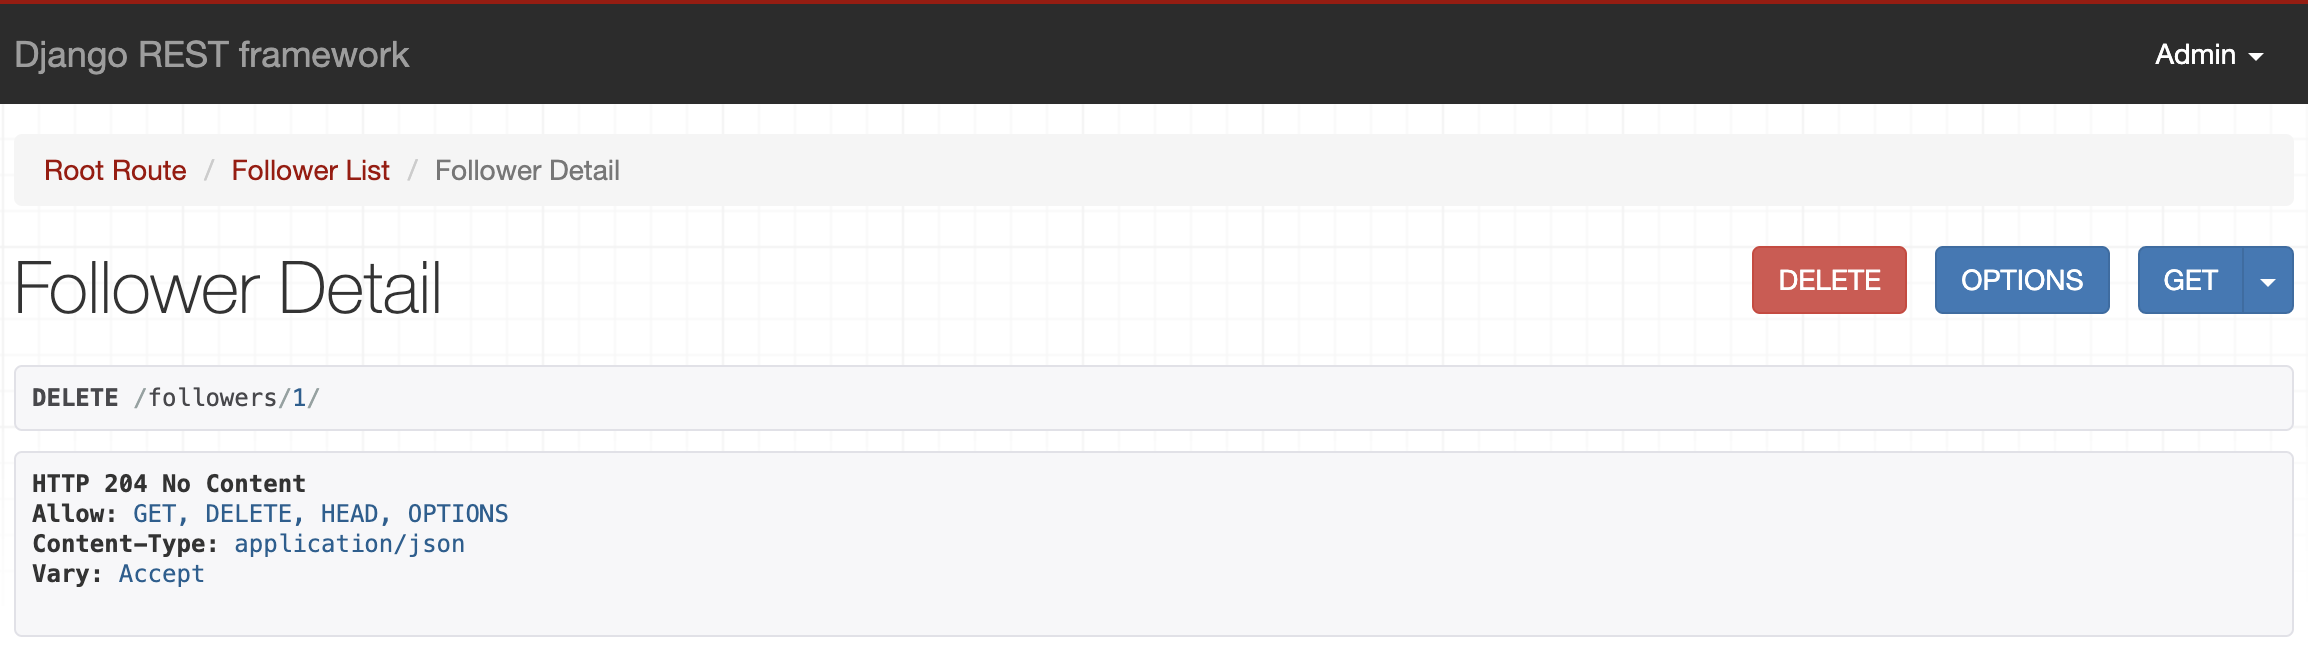 Django REST framework
Admin
Root Route / Follower List / Follower Detail
Follower Detail
DELETE
OPTIONS
GET
DELETE /followers/1/
HTTP 204 No Content
Allow: GET, DELETE, HEAD, OPTIONS
Content-Type: application/json
Vary: Accept